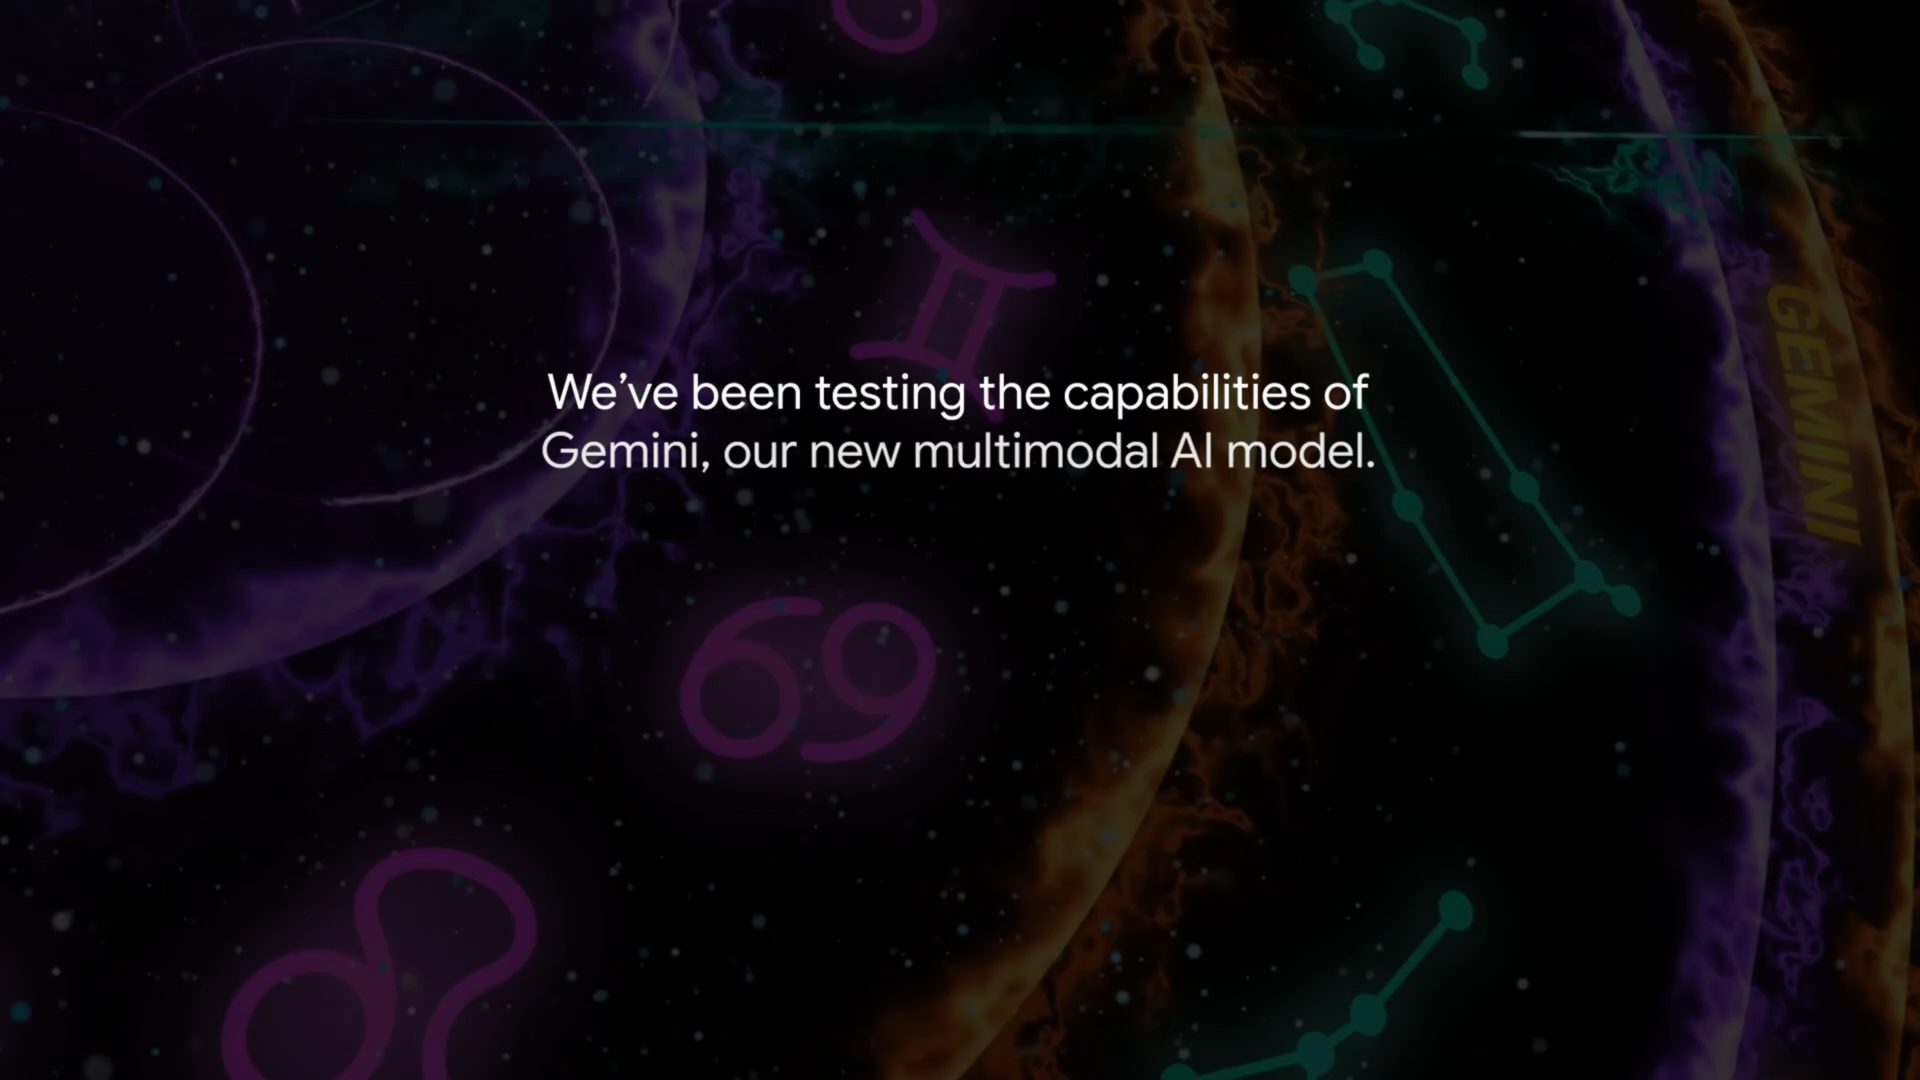 We’ve been testing the capabilities of
Gemini, our new multimodal AI model.
GEMINI